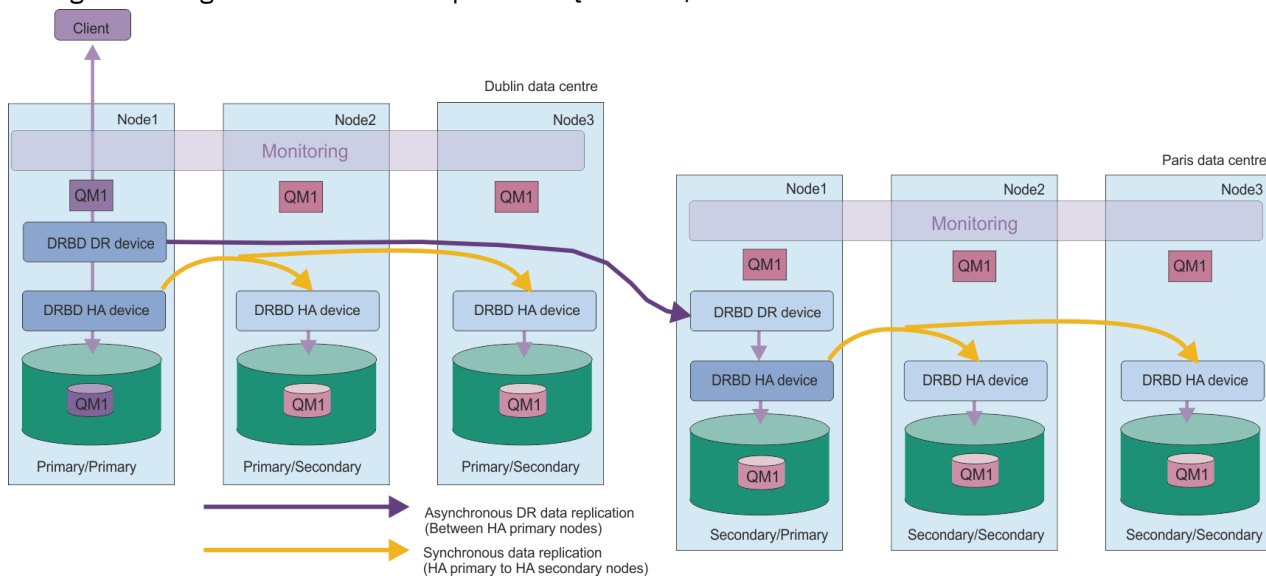 Client
Dublin data centre
Node1
Node2
Node3
Monitoring
QM1
QM1
QM1
DRBD DR device
DRBD HA device
DRBD HA device
DRBD HA device
QM1
QM1
QM1
Primary/Primary
Primary/Secondary
Primary/Secondary
Paris data centre
Node1
Node2
Node3
Monitoring
QM1
QM1
QM1
DRBD DR device
DRBD HA device
DRBD HA device
DRBD HA device
QM1
QM1
QM1
Secondary/Primary
Secondary/Secondary
Secondary/Secondary
Asynchronous DR data replication
(Between HA primary nodes)
Synchronous data replication
(HA primary to HA secondary nodes)